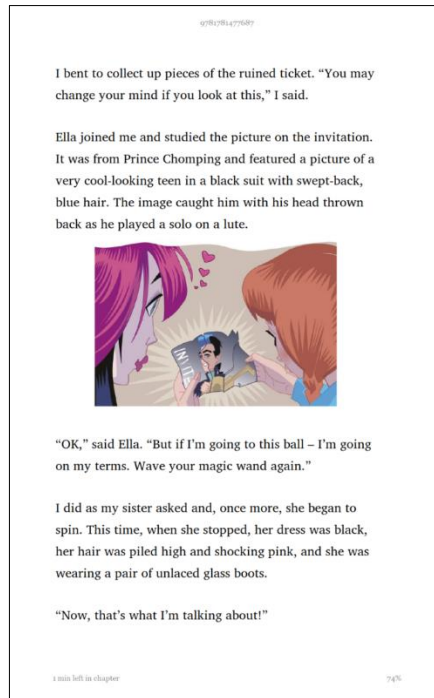 9781781477687
I bent to collect up pieces of the ruined ticket. “You may
change your mind if you look at this,” I said.
Ella joined me and studied the picture on the invitation.
It was from Prince Chomping and featured a picture of a
very cool-looking teen in a black suit with swept-back,
blue hair. The image caught him with his head thrown
back as he played a solo on a lute.
“OK,” said Ella. “But if I’m going to this ball – I’m going
on my terms. Wave your magic wand again.”
I did as my sister asked and, once more, she began to
spin. This time, when she stopped, her dress was black,
her hair was piled high and shocking pink, and she was
wearing a pair of unlaced glass boots.
“Now, that’s what I’m talking about!”
1 min left in chapter
74%